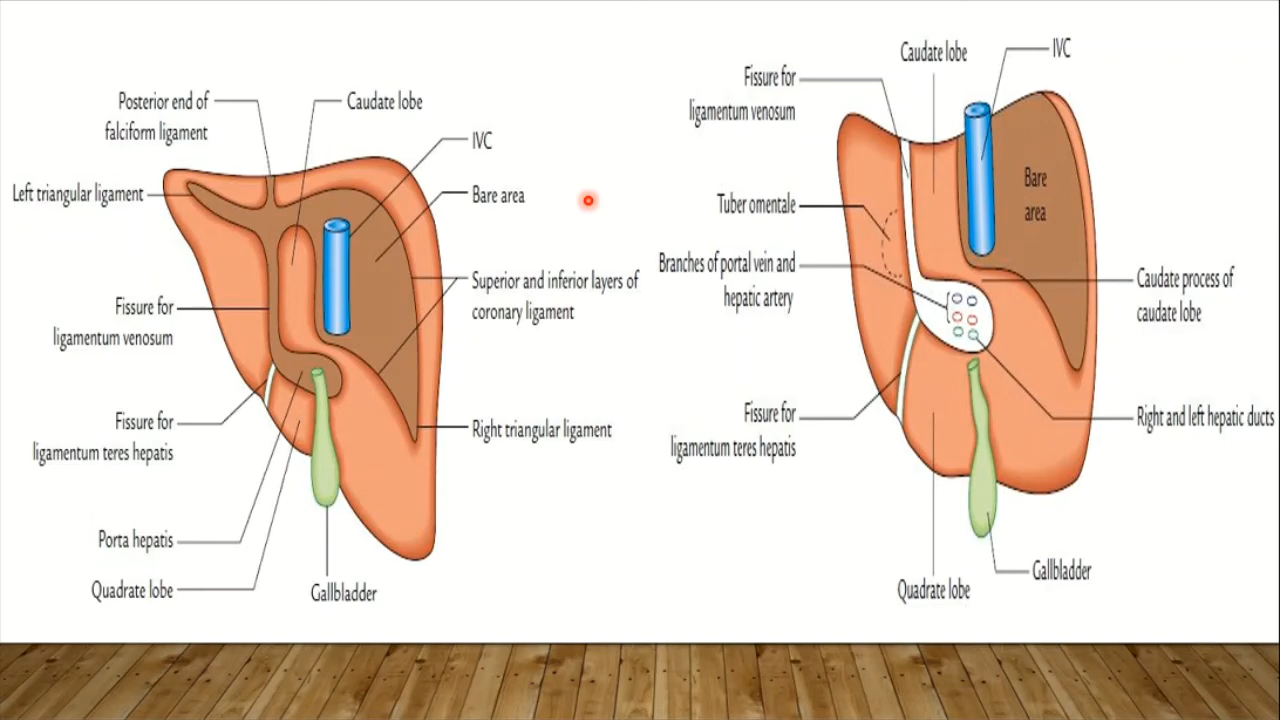 Posterior end of
falciform ligament
Caudate lobe
IVC
Left triangular ligament
Bare area
Superior and inferior layers of
coronary ligament
Fissure for
ligamentum venosum
Fissure for
ligamentum teres hepatis
Right triangular ligament
Porta hepatis
Quadrate lobe
Gallbladder
Caudate lobe
IVC
Fissure for
ligamentum venosum
Bare
area
Tuber omentale
Branches of portal vein and
hepatic artery
Caudate process of
caudate lobe
Fissure for
ligamentum teres hepatis
Right and left hepatic ducts
Gallbladder
Quadrate lobe